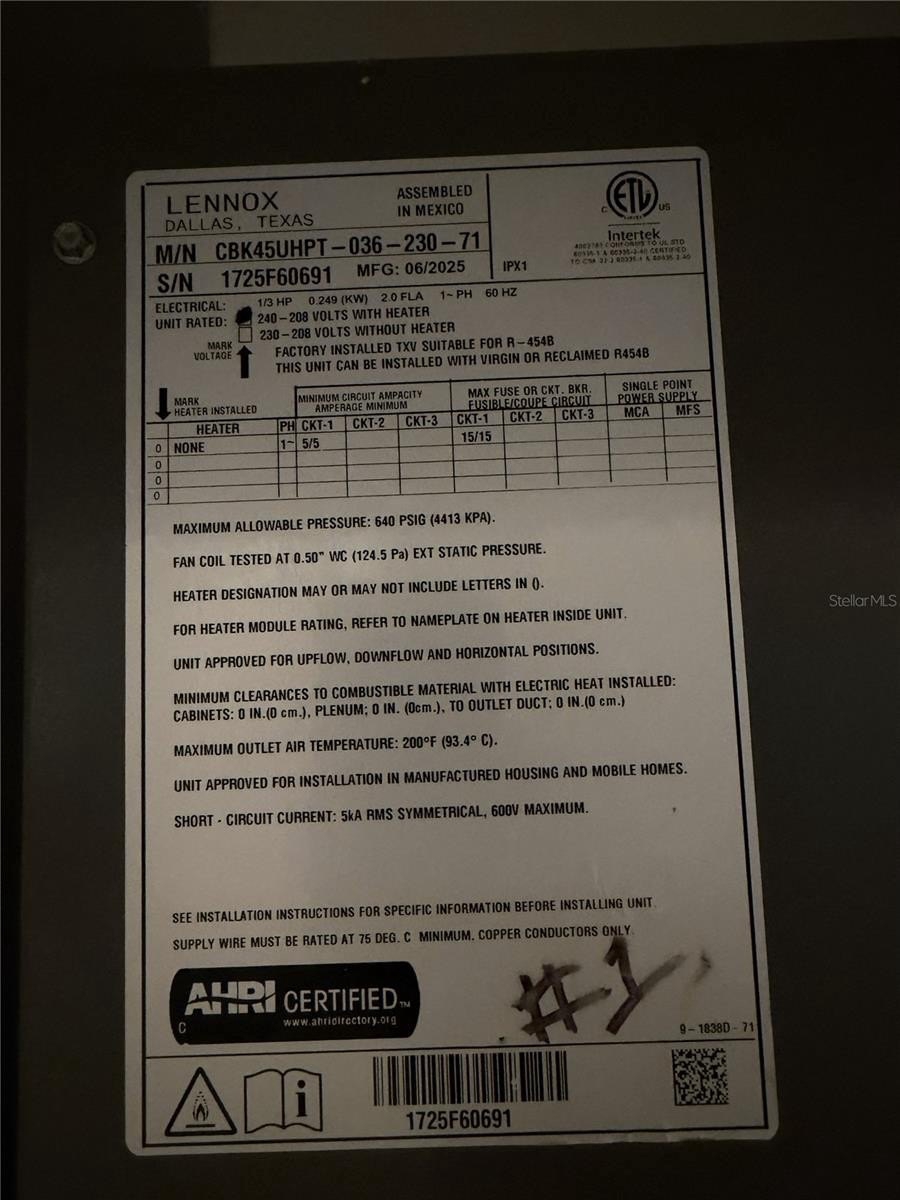 LENNOX
DALLAS, TEXAS
ASSEMBLED
IN MEXICO
M/N CBK45UHPT-036-230-71
S/N 1725F60691 MFG: 06/2025
IPX1
C ETL US
Intertek
ELECTRICAL: 1/3 HP 0.249 (KW) 2.0 FLA 1~ PH 60 HZ
UNIT RATED: 240-208 VOLTS WITH HEATER
230-208 VOLTS WITHOUT HEATER
MARK
VOLTAGE
FACTORY INSTALLED TXV SUITABLE FOR R-454B
THIS UNIT CAN BE INSTALLED WITH VIRGIN OR RECLAIMED R454B
MARK
HEATER INSTALLED
MINIMUM CIRCUIT AMPACITY
AMPERAGE MINIMUM
MAX FUSE OR CKT. BKR.
FUSIBLE/COUPE CIRCUIT
SINGLE POINT
POWER SUPPLY
HEATER PH CKT-1 CKT-2 CKT-3 CKT-1 CKT-2 CKT-3 MCA MFS
0 NONE 1~ 5/5 15/15
0
0
0
MAXIMUM ALLOWABLE PRESSURE: 640 PSIG (4413 KPA).
FAN COIL TESTED AT 0.50" WC (124.5 Pa) EXT STATIC PRESSURE.
HEATER DESIGNATION MAY OR MAY NOT INCLUDE LETTERS IN ().
FOR HEATER MODULE RATING, REFER TO NAMEPLATE ON HEATER INSIDE UNIT.
UNIT APPROVED FOR UPFLOW, DOWNFLOW AND HORIZONTAL POSITIONS.
MINIMUM CLEARANCES TO COMBUSTIBLE MATERIAL WITH ELECTRIC HEAT INSTALLED:
CABINETS: 0 IN.(0 cm.), PLENUM; 0 IN. (0cm.), TO OUTLET DUCT; 0 IN.(0 cm.)
MAXIMUM OUTLET AIR TEMPERATURE: 200°F (93.4° C).
UNIT APPROVED FOR INSTALLATION IN MANUFACTURED HOUSING AND MOBILE HOMES.
SHORT - CIRCUIT CURRENT: 5kA RMS SYMMETRICAL, 600V MAXIMUM.
SEE INSTALLATION INSTRUCTIONS FOR SPECIFIC INFORMATION BEFORE INSTALLING UNIT.
SUPPLY WIRE MUST BE RATED AT 75 DEG. C MINIMUM, COPPER CONDUCTORS ONLY.
#1
AHRI CERTIFIED™
www.ahridirectory.org
C
9-1838D-71
i
1725F60691
StellarMLS